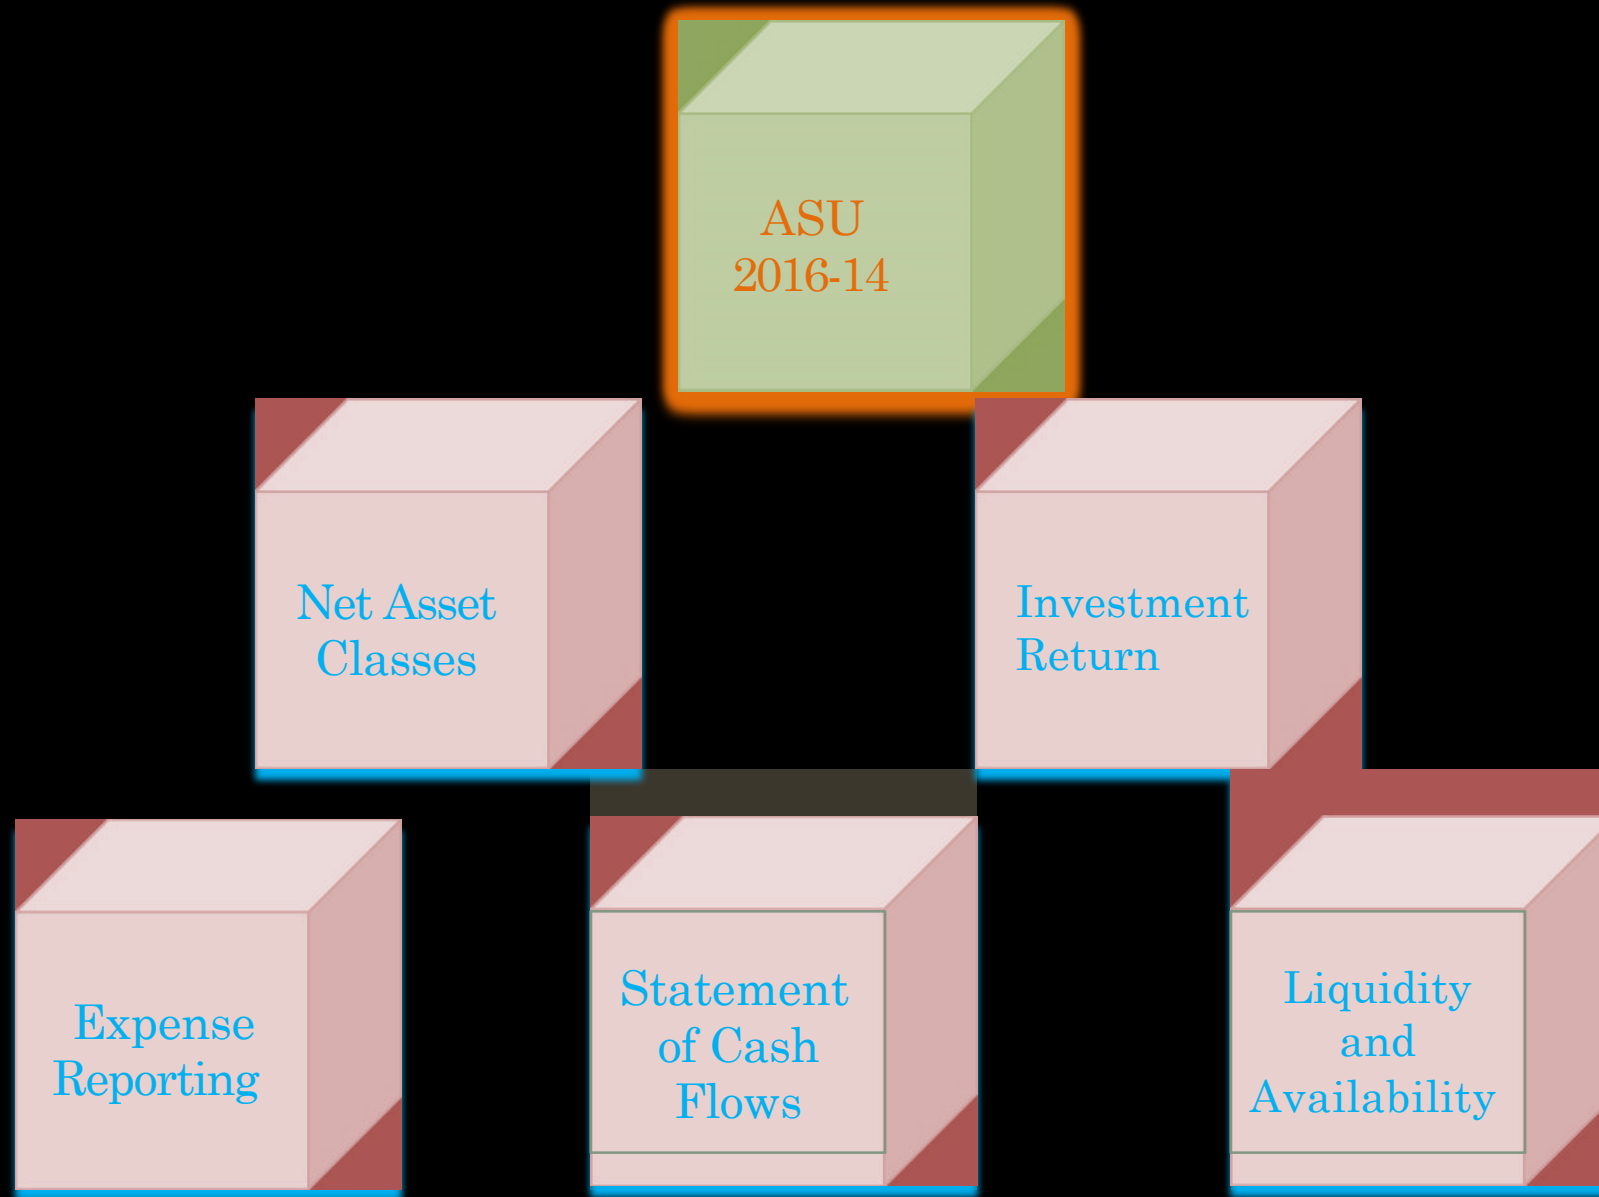 ASU
2016-14
Net Asset
Classes
Investment
Return
Expense
Reporting
Statement
of Cash
Flows
Liquidity
and
Availability